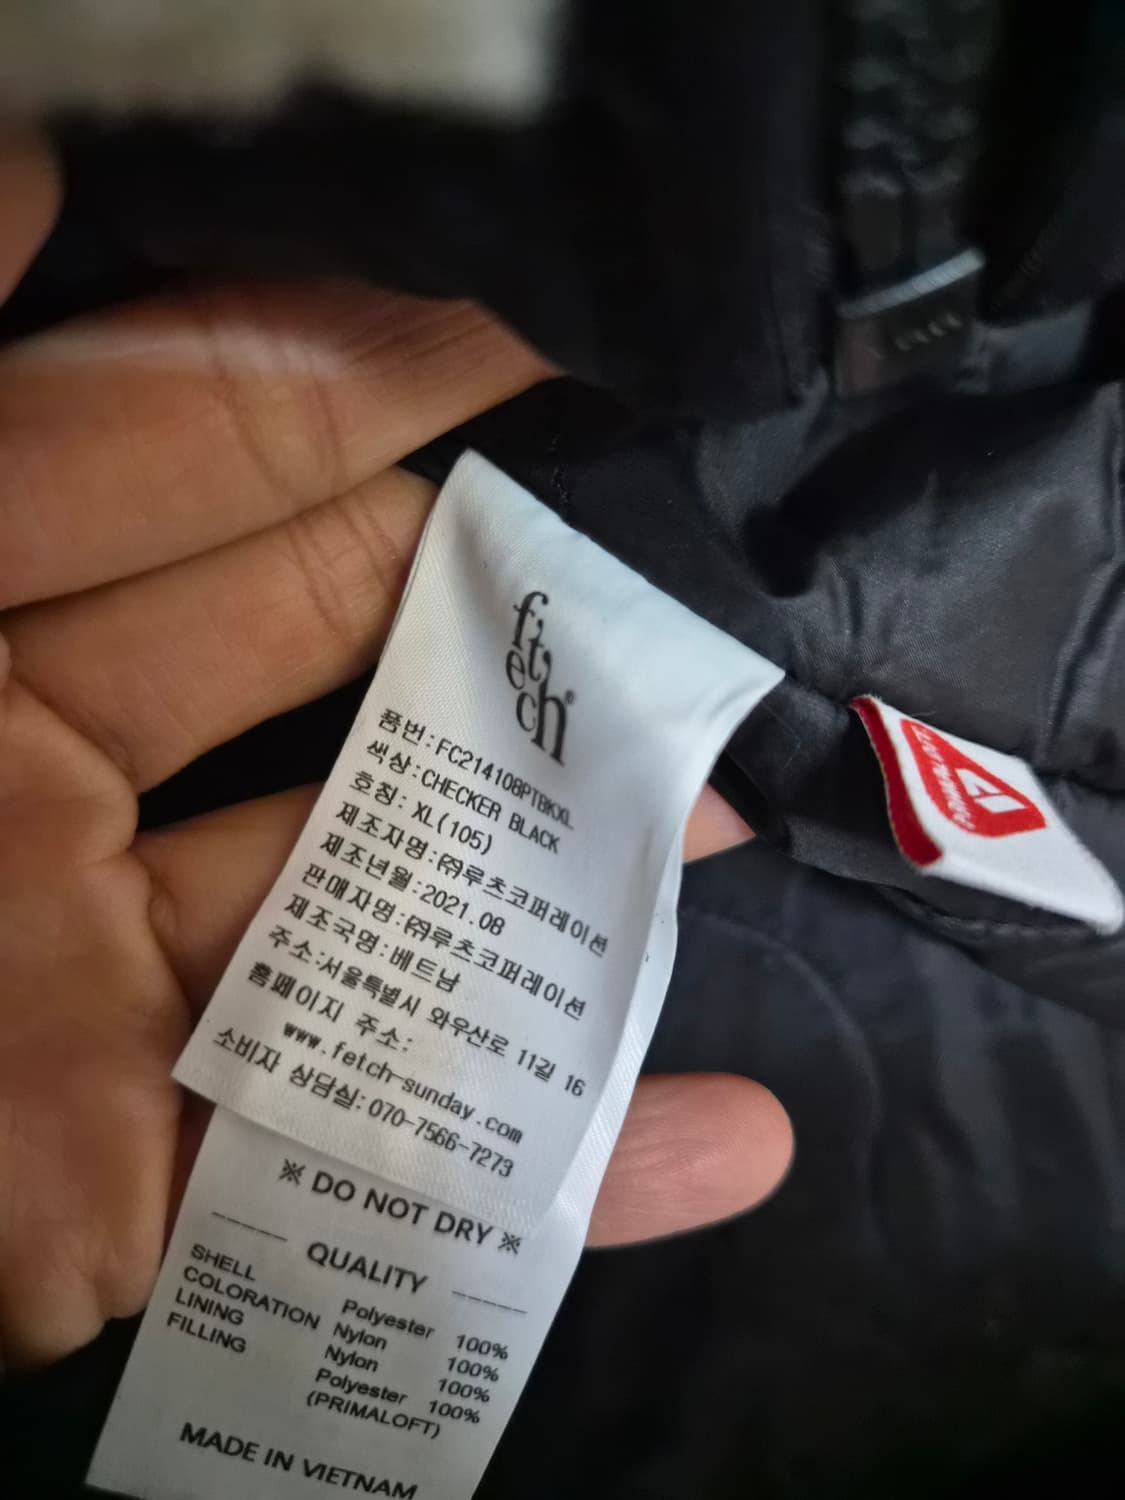 fetch®
품번:FC214108PTBKXL
색상:CHECKER BLACK
호칭: XL(105)
제조자명:㈜루츠코퍼레이션
제조년월:2021.08
판매자명:㈜루츠코퍼레이션
제조국명:베트남
주소:서울특별시 와우산로 11길 16
홈페이지 주소:
www.fetch-sunday.com
소비자 상담실:070-7566-7273
※ DO NOT DRY ※
----- QUALITY -----
SHELL Polyester 100%
COLORATION Nylon 100%
LINING Nylon 100%
FILLING Polyester 100%
(PRIMALOFT)
MADE IN VIETNAM